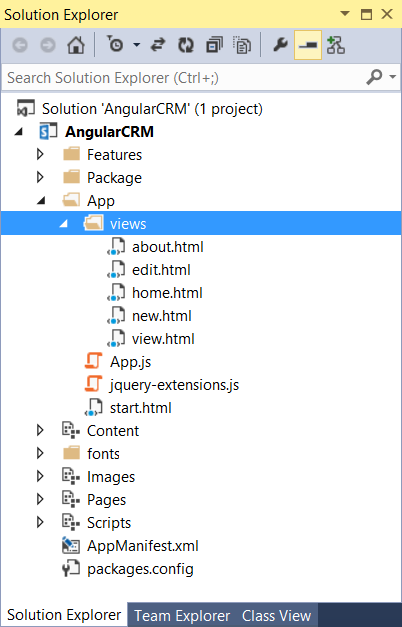 Solution Explorer
Search Solution Explorer (Ctrl+;)
Solution 'AngularCRM' (1 project)
AngularCRM
Features
Package
App
views
about.html
edit.html
home.html
new.html
view.html
App.js
jquery-extensions.js
start.html
Content
fonts
Images
Pages
Scripts
AppManifest.xml
packages.config
Solution Explorer Team Explorer Class View